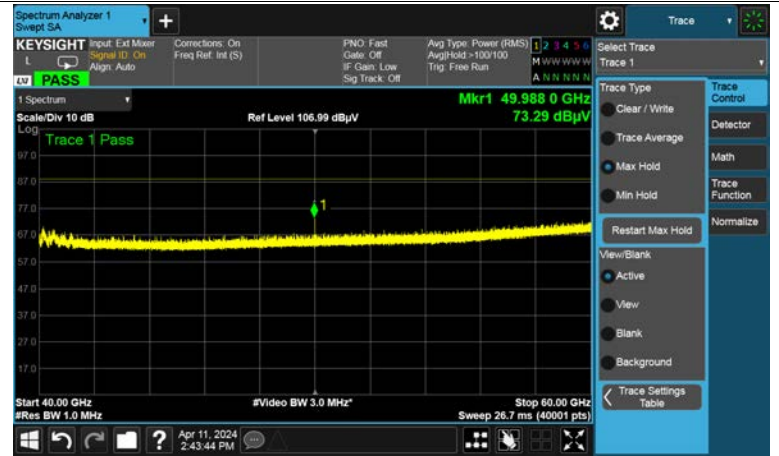 Spectrum Analyzer 1
Swept SA
Trace
KEYSIGHT
L
LXI
PASS
Input: Ext Mixer
Signal ID: On
Align: Auto
Corrections: On
Freq Ref: Int (S)
PNO: Fast
Gate: Off
IF Gain: Low
Sig Track: Off
Avg Type: Power (RMS)
Avg|Hold:>100/100
Trig: Free Run
1 2 3 4 5 6
M W W W W W
A N N N N N
Select Trace
Trace 1
1 Spectrum
Scale/Div 10 dB
Ref Level 106.99 dBµV
Mkr1 49.988 0 GHz
73.29 dBµV
Log
Trace 1 Pass
97.0
87.0
77.0
67.0
57.0
47.0
37.0
27.0
17.0
1
Start 40.00 GHz
#Res BW 1.0 MHz
#Video BW 3.0 MHz*
Stop 60.00 GHz
Sweep 26.7 ms (40001 pts)
Trace Type
Clear / Write
Trace Average
Max Hold
Min Hold
Restart Max Hold
View/Blank
Active
View
Blank
Background
Trace Settings
Table
Trace
Control
Detector
Math
Trace
Function
Normalize
?
Apr 11, 2024
2:43:44 PM